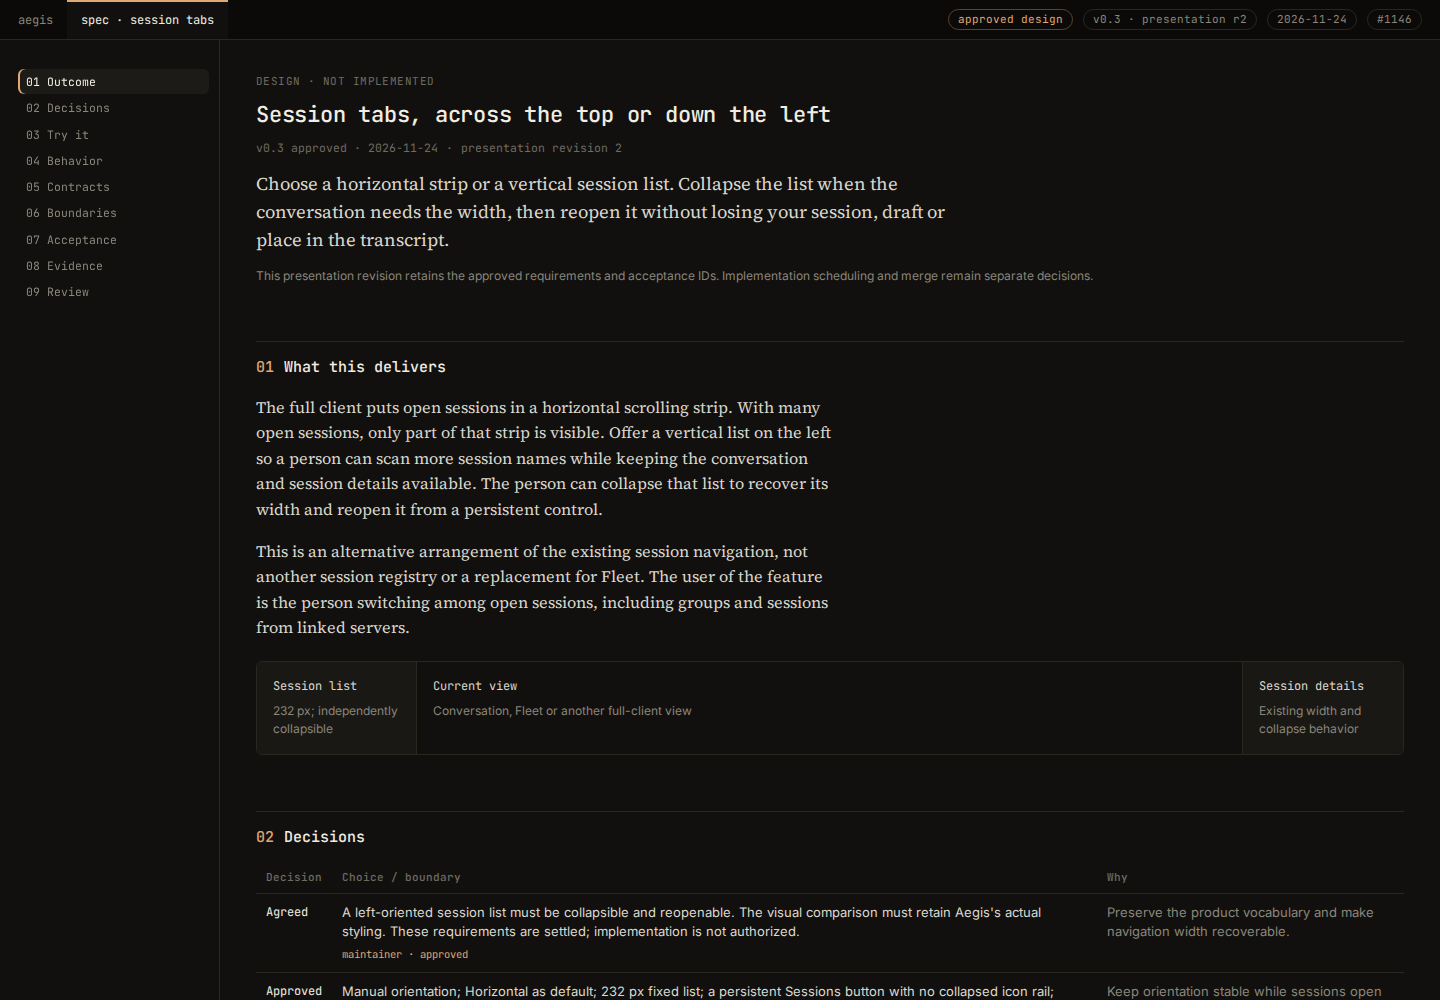 aegis
spec · session tabs
approved design
v0.3 · presentation r2
2026-11-24
#1146
01 Outcome
02 Decisions
03 Try it
04 Behavior
05 Contracts
06 Boundaries
07 Acceptance
08 Evidence
09 Review
DESIGN · NOT IMPLEMENTED
Session tabs, across the top or down the left
v0.3 approved · 2026-11-24 · presentation revision 2
Choose a horizontal strip or a vertical session list. Collapse the list when the
conversation needs the width, then reopen it without losing your session, draft or
place in the transcript.
This presentation revision retains the approved requirements and acceptance IDs. Implementation scheduling and merge remain separate decisions.
01 What this delivers
The full client puts open sessions in a horizontal scrolling strip. With many
open sessions, only part of that strip is visible. Offer a vertical list on the left
so a person can scan more session names while keeping the conversation
and session details available. The person can collapse that list to recover its
width and reopen it from a persistent control.
This is an alternative arrangement of the existing session navigation, not
another session registry or a replacement for Fleet. The user of the feature
is the person switching among open sessions, including groups and sessions
from linked servers.
Session list
232 px; independently
collapsible
Current view
Conversation, Fleet or another full-client view
Session details
Existing width and
collapse behavior
02 Decisions
Decision
Choice / boundary
Why
Agreed
A left-oriented session list must be collapsible and reopenable. The visual comparison must retain Aegis's actual
styling. These requirements are settled; implementation is not authorized.
maintainer · approved
Preserve the product vocabulary and make
navigation width recoverable.
Approved
Manual orientation; Horizontal as default; 232 px fixed list; a persistent Sessions button with no collapsed icon rail;
Keep orientation stable while sessions open